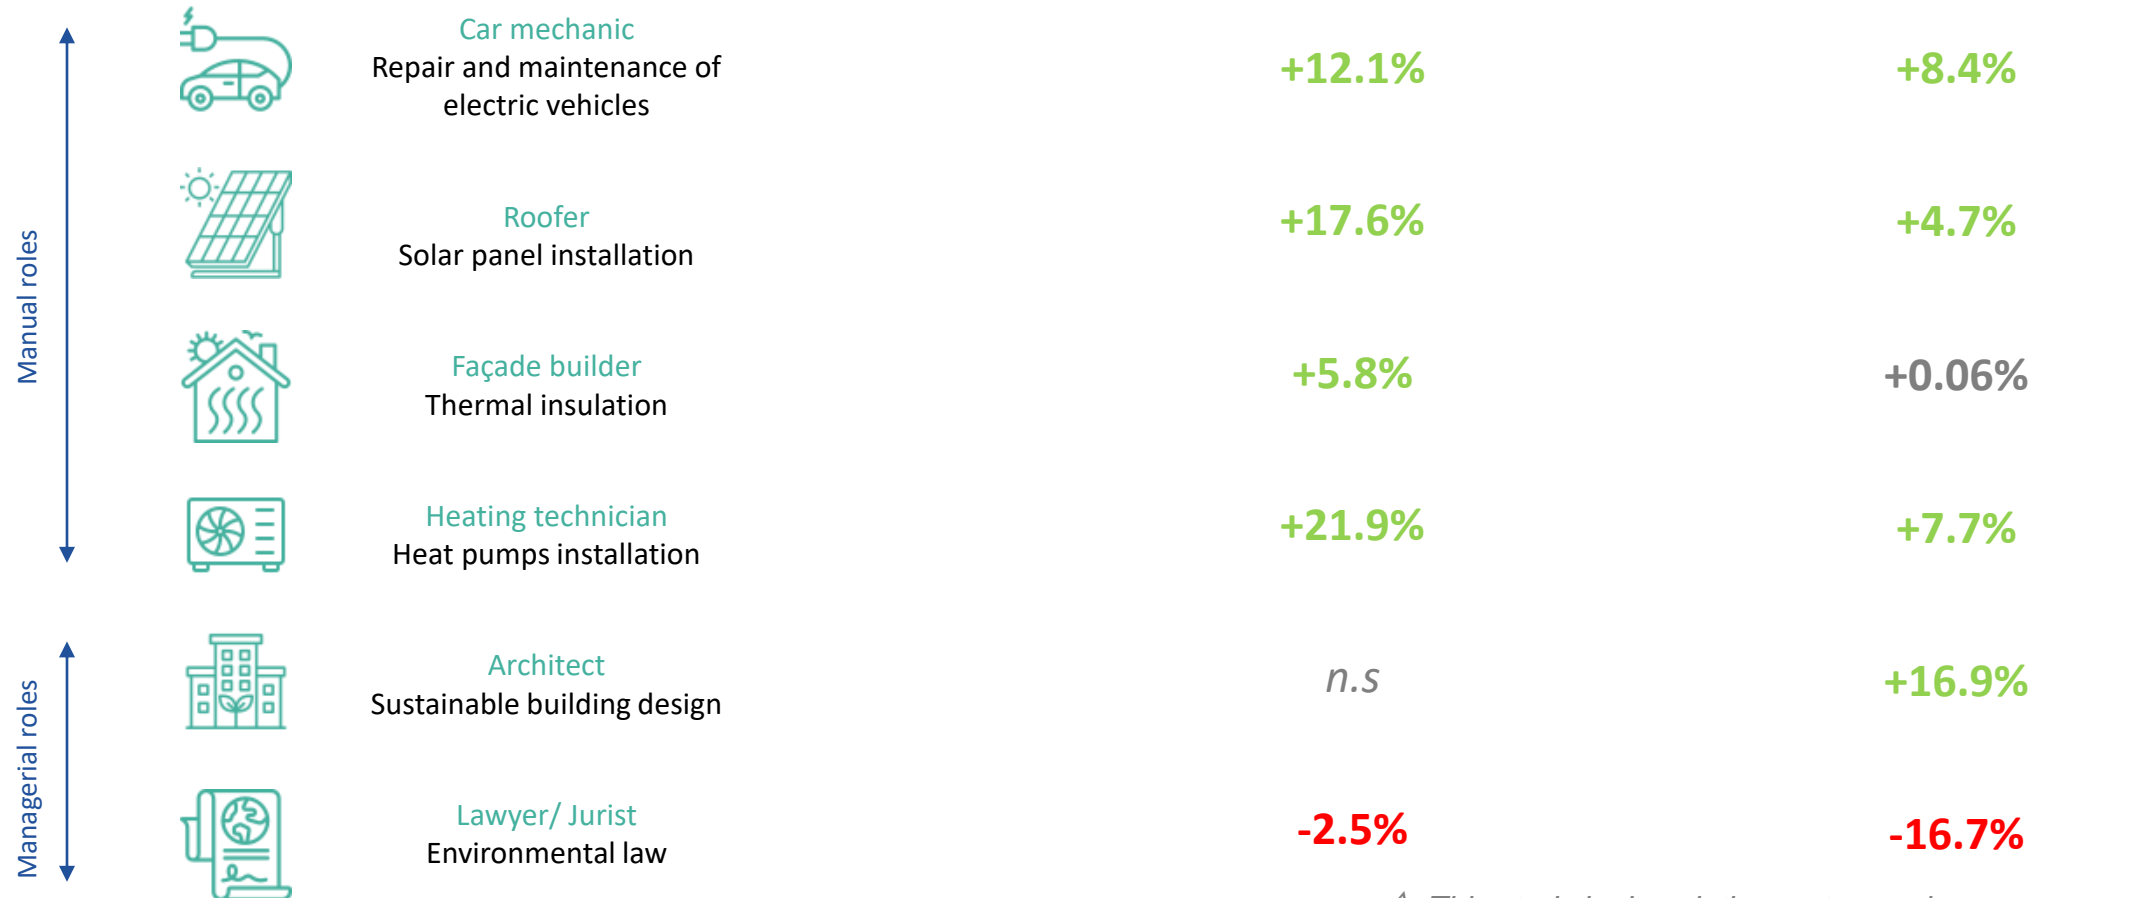 Manual roles
Car mechanic
Repair and maintenance of
electric vehicles
+12.1%
+8.4%
Roofer
Solar panel installation
+17.6%
+4.7%
Façade builder
Thermal insulation
+5.8%
+0.06%
Heating technician
Heat pumps installation
+21.9%
+7.7%
Managerial roles
Architect
Sustainable building design
n.s
+16.9%
Lawyer/ Jurist
Environmental law
-2.5%
-16.7%